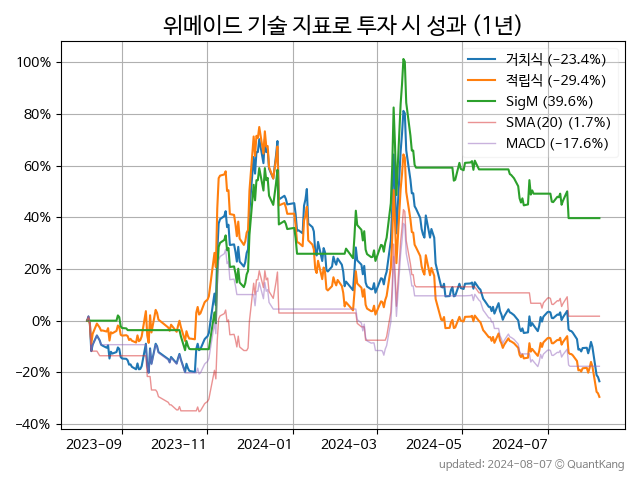 위메이드 기술 지표로 투자 시 성과 (1년)
거치식 (−23.4%)
적립식 (−29.4%)
SigM (39.6%)
SMA(20) (1.7%)
MACD (−17.6%)
100%
80%
60%
40%
20%
0%
−20%
−40%
2023-09 2023-11 2024-01 2024-03 2024-05 2024-07
updated: 2024-08-07 © QuantKang